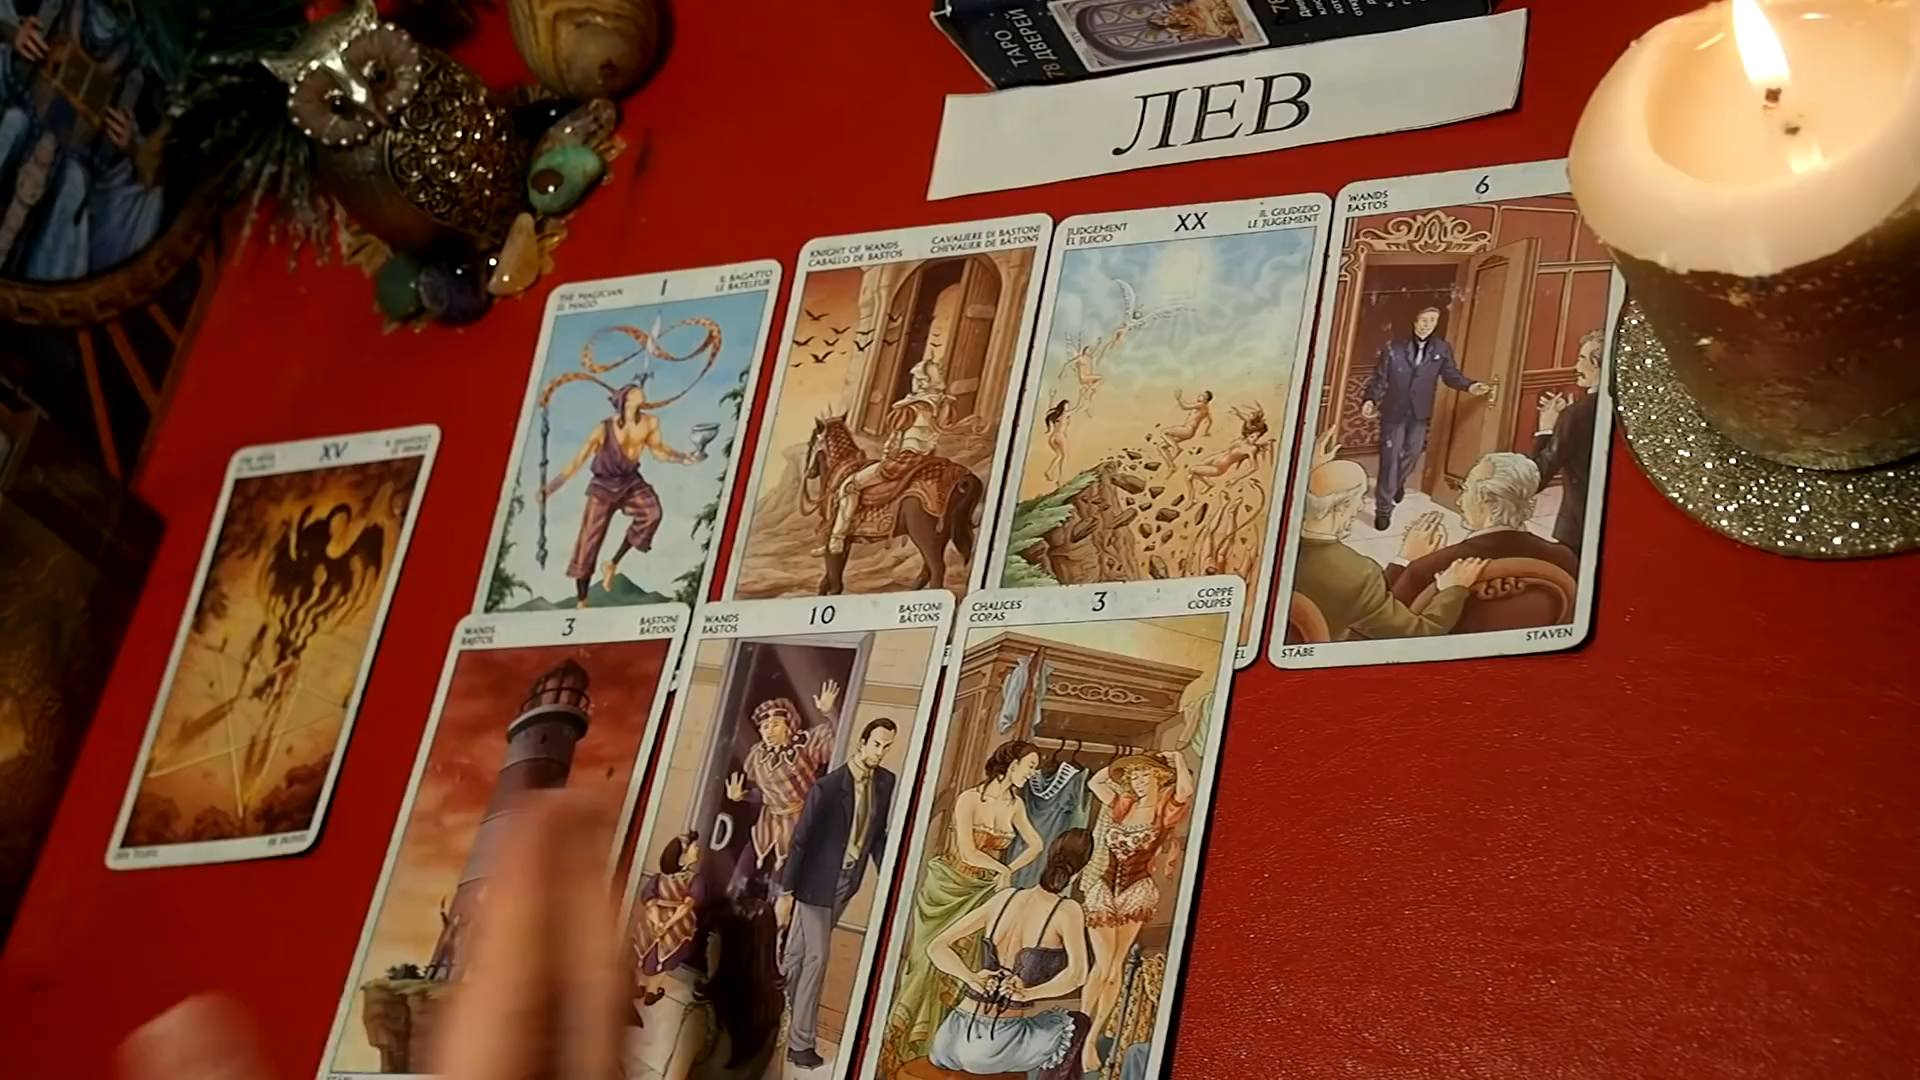 ТАРО
78 ДВЕРЕЙ
ЛЕВ
XV
THE MAGICIAN
EL MAGO
I
IL BAGATTO
LE BATELEUR
KNIGHT OF WANDS
CABALLO DE BASTOS
CAVALIERE DI BASTONI
CHEVALIER DE BÂTONS
JUDGEMENT
EL JUICIO
XX
IL GIUDIZIO
LE JUGEMENT
WANDS
BASTOS
6
STÄBE
STAVEN
WANDS
BASTOS
3
BASTONI
BÂTONS
WANDS
BASTOS
10
BASTONI
BÂTONS
D
CHALICES
COPAS
3
COPPE
COUPES
EL